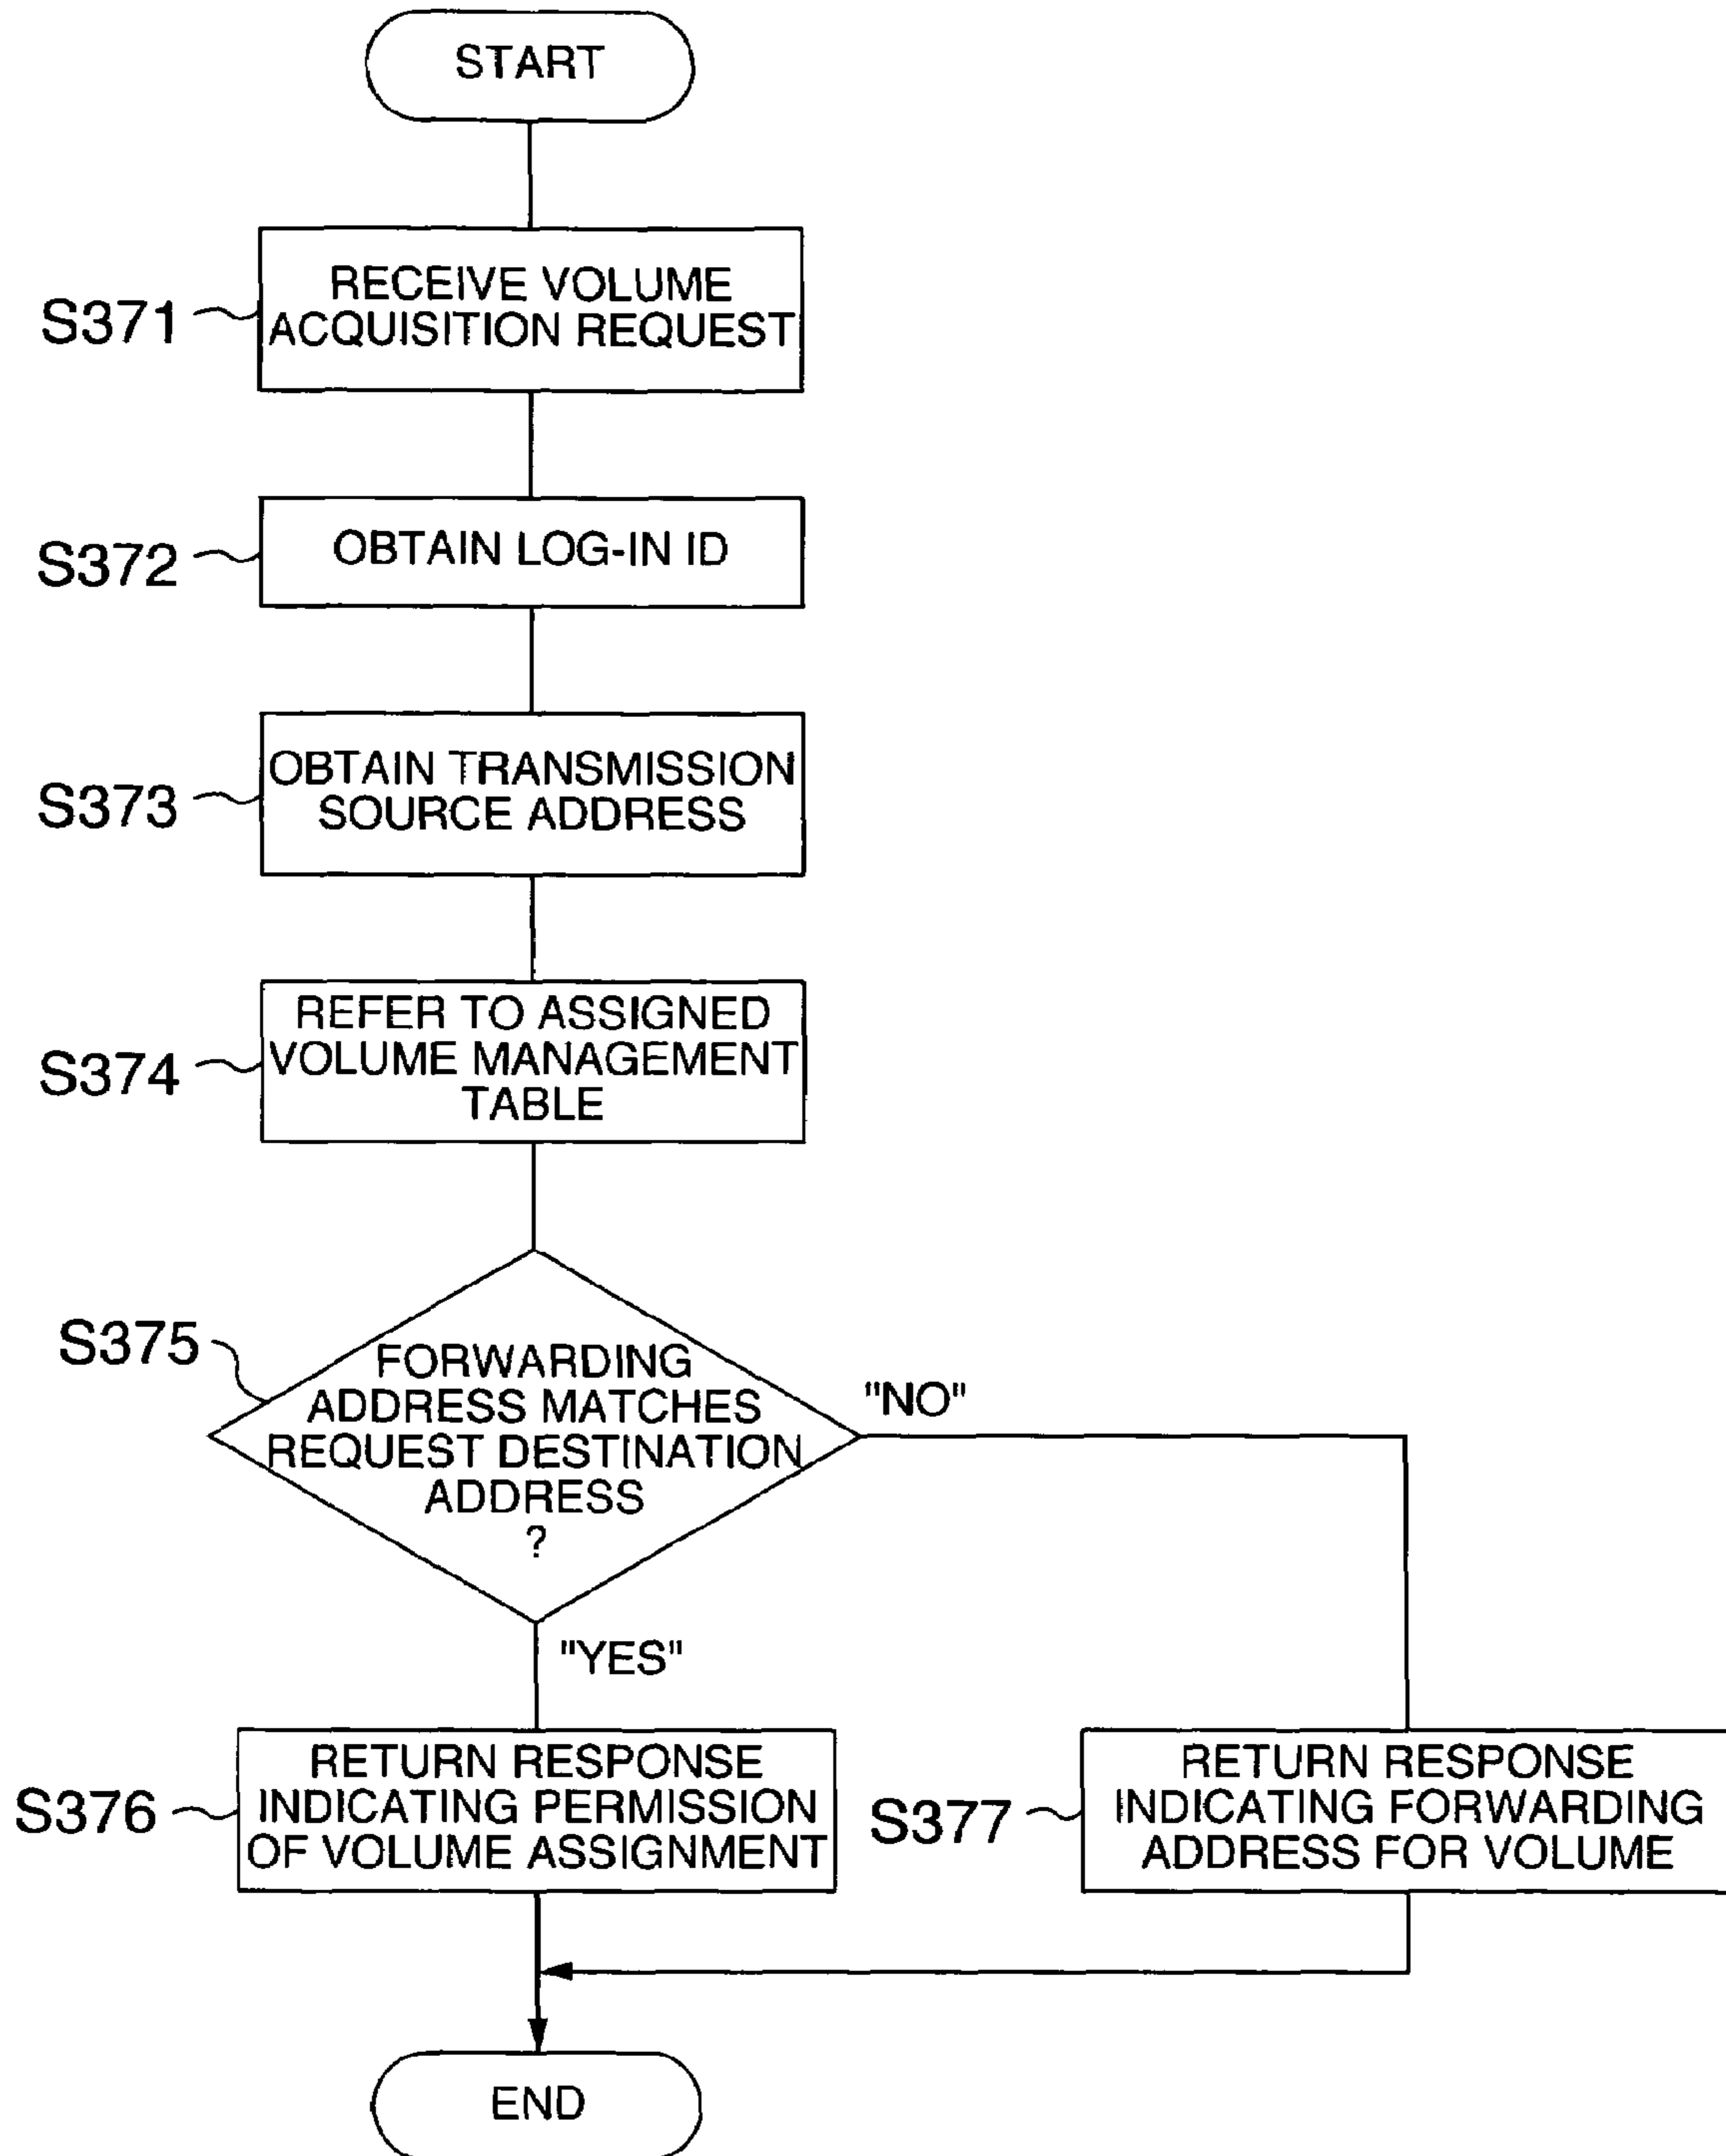 START
S371
RECEIVE VOLUME
ACQUISITION REQUEST
S372
OBTAIN LOG-IN ID
S373
OBTAIN TRANSMISSION
SOURCE ADDRESS
S374
REFER TO ASSIGNED
VOLUME MANAGEMENT
TABLE
S375
FORWARDING
ADDRESS MATCHES
REQUEST DESTINATION
ADDRESS
?
"NO"
"YES"
S376
RETURN RESPONSE
INDICATING PERMISSION
OF VOLUME ASSIGNMENT
S377
RETURN RESPONSE
INDICATING FORWARDING
ADDRESS FOR VOLUME
END